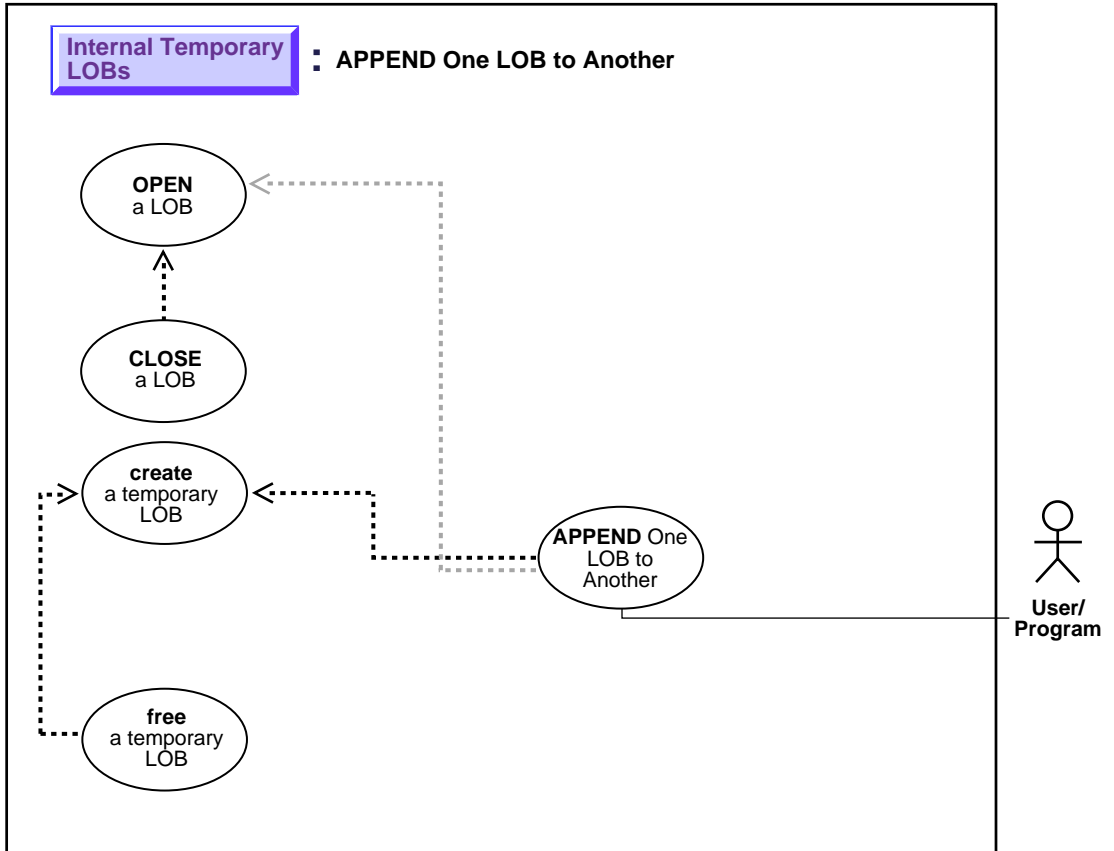 Internal Temporary
LOBs
: APPEND One LOB to Another
OPEN
a LOB
CLOSE
a LOB
create
a temporary
LOB
APPEND One
LOB to
Another
User/
Program
free
a temporary
LOB